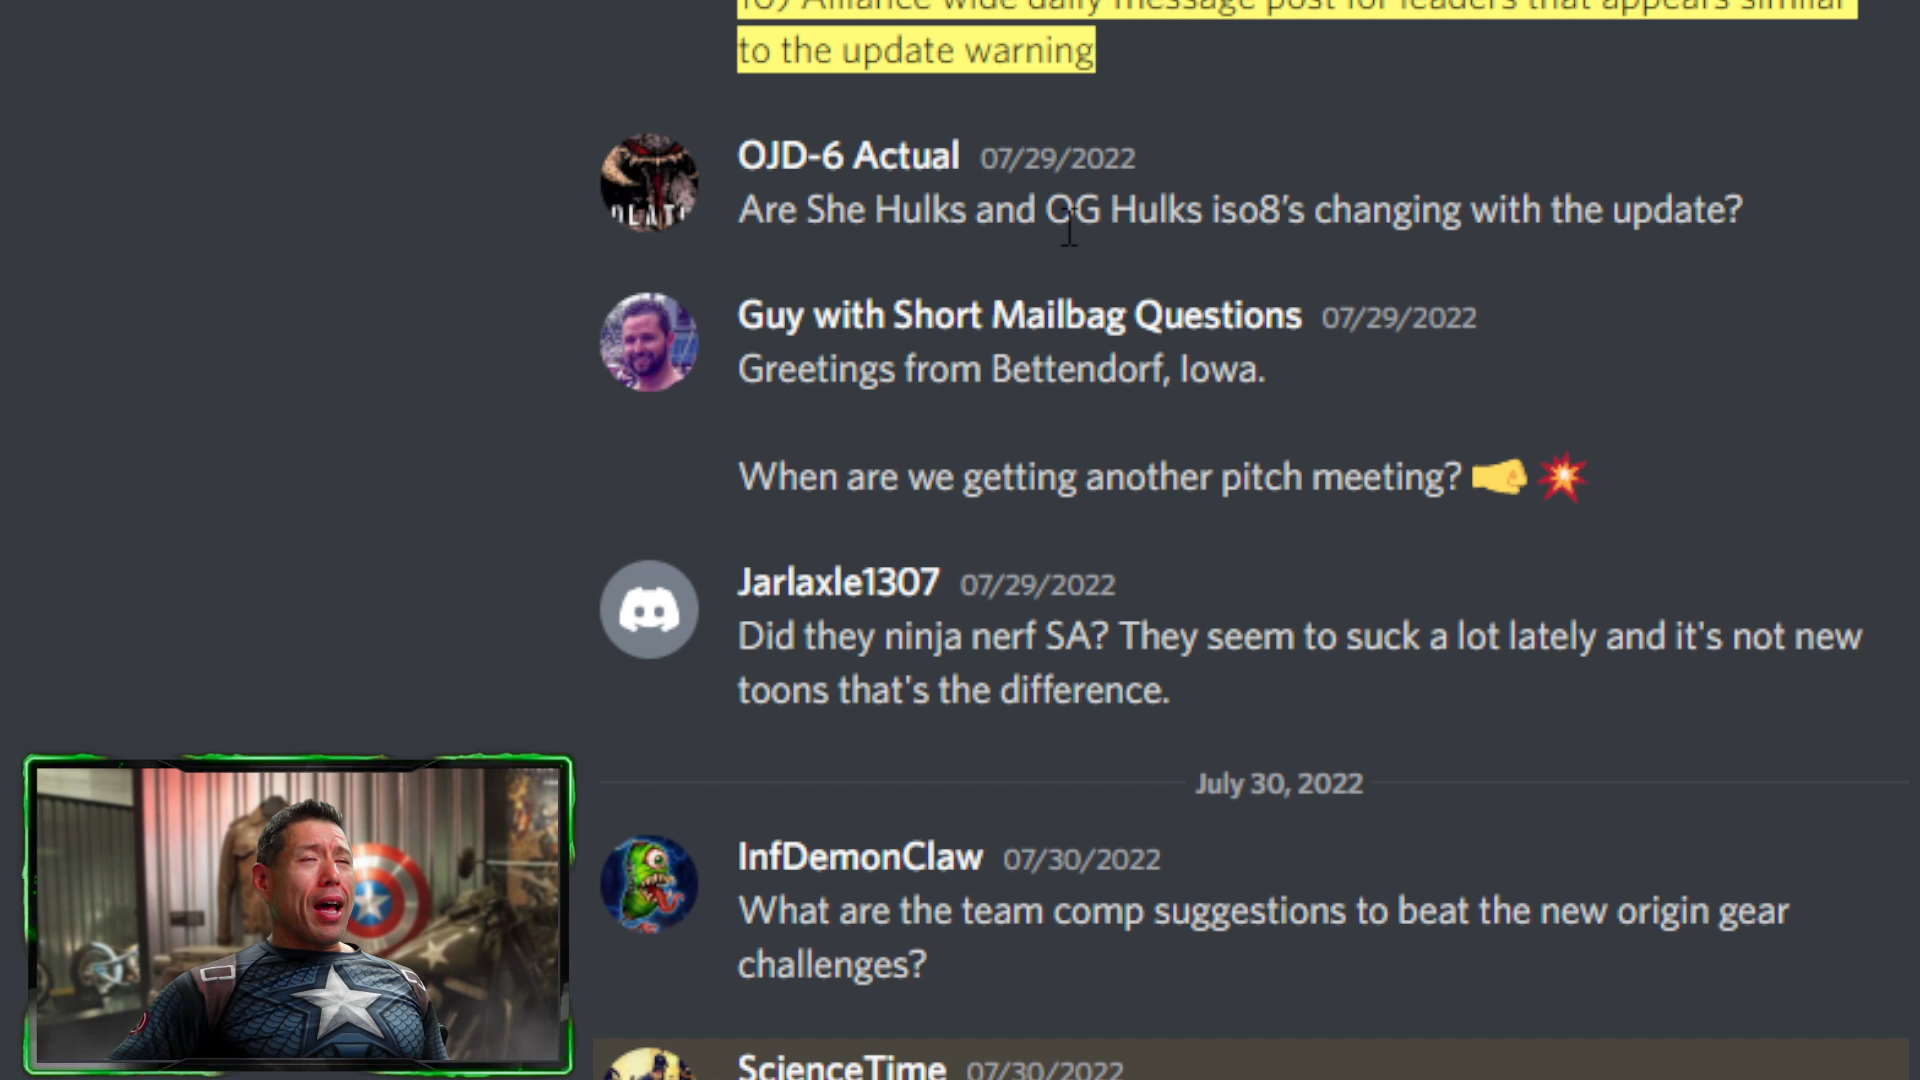 10) Alliance wide daily message post for leaders that appears similar
to the update warning
OJD-6 Actual 07/29/2022
Are She Hulks and OG Hulks iso8's changing with the update?
Guy with Short Mailbag Questions 07/29/2022
Greetings from Bettendorf, Iowa.
When are we getting another pitch meeting?
Jarlaxle1307 07/29/2022
Did they ninja nerf SA? They seem to suck a lot lately and it's not new
toons that's the difference.
July 30, 2022
InfDemonClaw 07/30/2022
What are the team comp suggestions to beat the new origin gear
challenges?
ScienceTime 07/30/2022